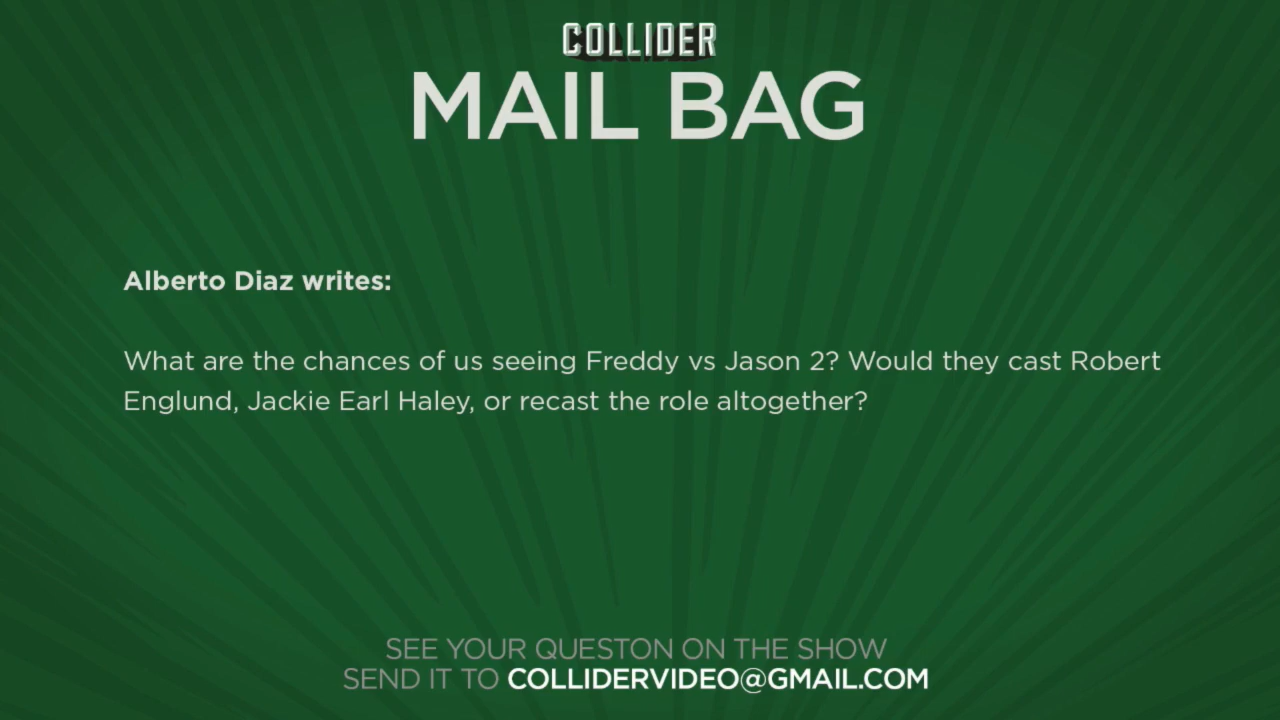 COLLIDER
MAIL BAG
Alberto Diaz writes:
What are the chances of us seeing Freddy vs Jason 2? Would they cast Robert
Englund, Jackie Earl Haley, or recast the role altogether?
SEE YOUR QUESTON ON THE SHOW
SEND IT TO COLLIDERVIDEO@GMAIL.COM